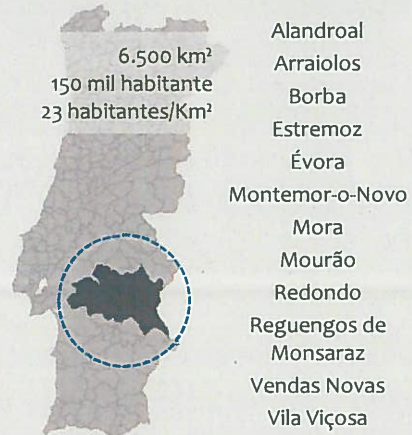 6.500 km²
150 mil habitante
23 habitantes/Km²
Alandroal
Arraiolos
Borba
Estremoz
Évora
Montemor-o-Novo
Mora
Mourão
Redondo
Reguengos de
Monsaraz
Vendas Novas
Vila Viçosa